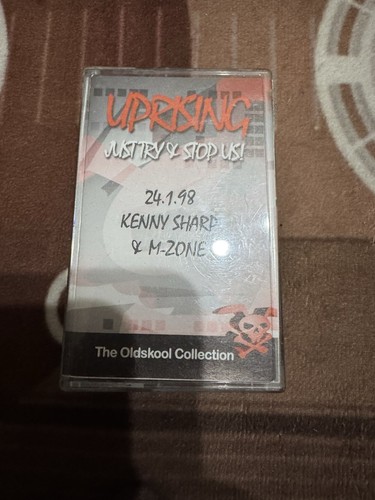 UPRISING
JUST TRY & STOP US!
24.1.98
KENNY SHARP
& M-ZONE
The Oldskool Collection